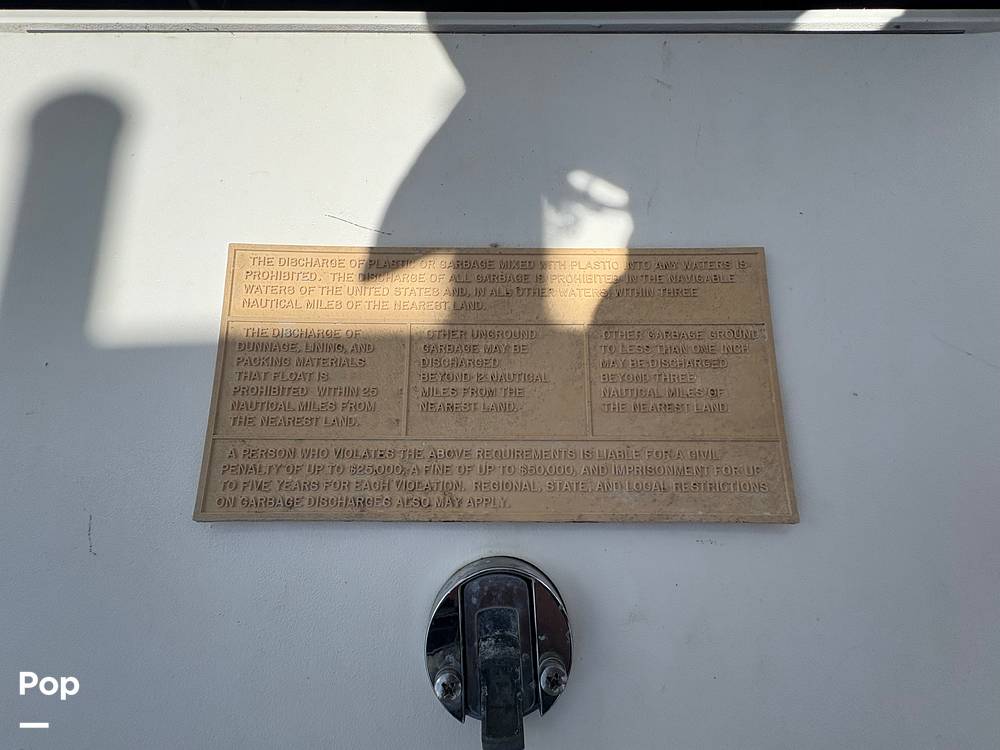 THE DISCHARGE OF PLASTIC OR GARBAGE MIXED WITH PLASTIC INTO ANY WATERS IS
PROHIBITED. THE DISCHARGE OF ALL GARBAGE IS PROHIBITED IN THE NAVIGABLE
WATERS OF THE UNITED STATES AND, IN ALL OTHER WATERS, WITHIN THREE
NAUTICAL MILES OF THE NEAREST LAND.
THE DISCHARGE OF
DUNNAGE, LINING, AND
PACKING MATERIALS
THAT FLOAT IS
PROHIBITED WITHIN 25
NAUTICAL MILES FROM
THE NEAREST LAND.
OTHER UNGROUND
GARBAGE MAY BE
DISCHARGED
BEYOND 12 NAUTICAL
MILES FROM THE
NEAREST LAND.
OTHER GARBAGE GROUND
TO LESS THAN ONE INCH
MAY BE DISCHARGED
BEYOND THREE
NAUTICAL MILES OF
THE NEAREST LAND
A PERSON WHO VIOLATES THE ABOVE REQUIREMENTS IS LIABLE FOR A CIVIL
PENALTY OF UP TO $25,000, A FINE OF UP TO $50,000, AND IMPRISONMENT FOR UP
TO FIVE YEARS FOR EACH VIOLATION. REGIONAL, STATE, AND LOCAL RESTRICTIONS
ON GARBAGE DISCHARGES ALSO MAY APPLY.
Pop